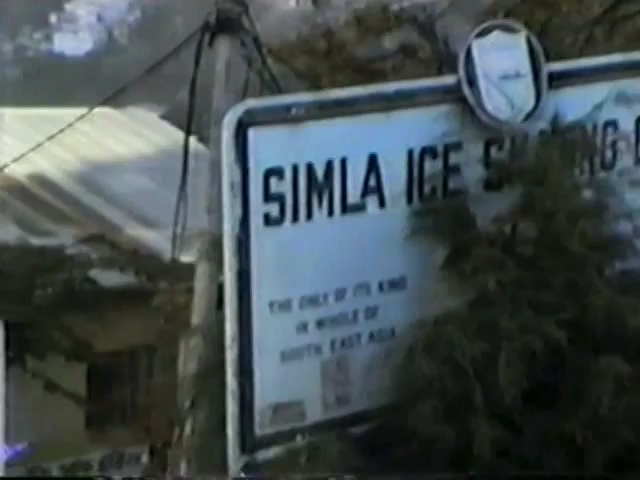 SIMLA ICE
THE ONLY OF ITS KIND
IN WHOLE OF
SOUTH EAST ASIA